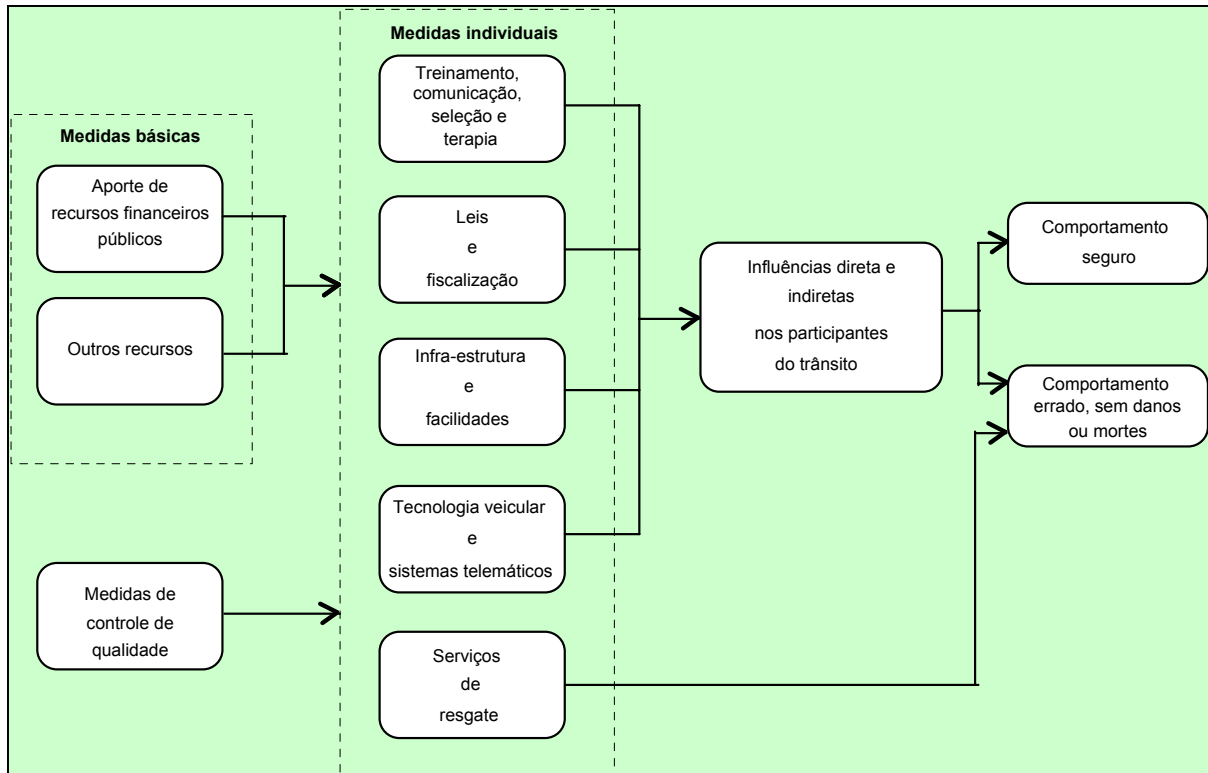 Medidas básicas
Aporte de
recursos financeiros
públicos
Outros recursos
Medidas de
controle de
qualidade
Medidas individuais
Treinamento,
comunicação,
seleção e
terapia
Leis
e
fiscalização
Infra-estrutura
e
facilidades
Tecnologia veicular
e
sistemas telemáticos
Serviços
de
resgate
Influências direta e
indiretas
nos participantes
do trânsito
Comportamento
seguro
Comportamento
errado, sem danos
ou mortes